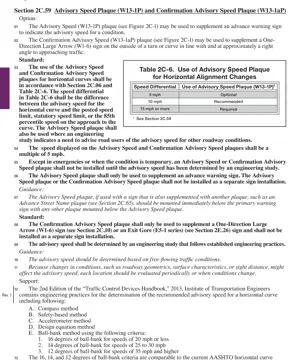 Section 2C.59 Advisory Speed Plaque (W13-1P) and Confirmation Advisory Speed Plaque (W13-1aP)
Option:
01 The Advisory Speed (W13-1P) plaque (see Figure 2C-1) may be used to supplement an advance warning sign
to indicate the advisory speed for a condition.
02 The Confirmation Advisory Speed (W13-1aP) plaque (see Figure 2C-1) may be used to supplement a One-
Direction Large Arrow (W1-6) sign on the outside of a turn or curve in line with and at approximately a right
angle to approaching traffic.
Standard:
03 The use of the Advisory Speed
and Confirmation Advisory Speed
plaques for horizontal curves shall be
in accordance with Section 2C.06 and
Table 2C-6. The speed differential
in Table 2C-6 shall be the difference
between the advisory speed for the
horizontal curve and the posted speed
limit, statutory speed limit, or the 85th
percentile speed on the approach to the
curve. The Advisory Speed plaque shall
also be used where an engineering
study indicates a need to advise road users of the advisory speed for other roadway conditions.
Table 2C-6. Use of Advisory Speed Plaque
for Horizontal Alignment Changes
Speed Differential Use of Advisory Speed Plaque (W13-1P)*
5 mph Optional
10 mph Recommended
15 mph or more Required
* See Section 2C.59
04 The speed displayed on the Advisory Speed and Confirmation Advisory Speed plaques shall be a
multiple of 5 mph.
05 Except in emergencies or when the condition is temporary, an Advisory Speed or Confirmation Advisory
Speed plaque shall not be installed until the advisory speed has been determined by an engineering study.
06 The Advisory Speed plaque shall only be used to supplement an advance warning sign. The Advisory
Speed plaque or the Confirmation Advisory Speed plaque shall not be installed as a separate sign installation.
Guidance:
07 The Advisory Speed plaque, if used with a sign that is also supplemented with another plaque, such as an
Advance Street Name plaque (see Section 2C.65), should be mounted immediately below the primary warning
sign with any other plaque mounted below the Advisory Speed plaque.
Standard:
08 The Confirmation Advisory Speed plaque shall only be used to supplement a One-Direction Large
Arrow (W1-6) sign or an Exit Gore (E5-1 series) sign and shall not be
installed as a separate sign installation.
09 The advisory speed shall be determined by an engineering study that follows established engineering practices.
Guidance:
10 The advisory speed should be determined based on free-flowing traffic conditions.
11 Because changes in conditions, such as roadway geometrics, surface characteristics, or sight distance, might
affect the advisory speed, each location should be evaluated periodically or when conditions change.
Support:
12 The 2nd Edition of the "Traffic Control Devices Handbook," 2013, Institute of Transportation Engineers
contains engineering practices for the determination of the recommended advisory speed for a horizontal curve
including following:
A. Compass method
B. Safety-based method
C. Accelerometer method
D. Design equation method
E. Ball-bank method using the following criteria:
1. 16 degrees of ball-bank for speeds of 20 mph or less
2. 14 degrees of ball-bank for speeds of 25 to 30 mph
3. 12 degrees of ball-bank for speeds of 35 mph and higher
13 The 16, 14, and 12 degrees of ball-bank criteria are comparable to the current AASHTO horizontal curve